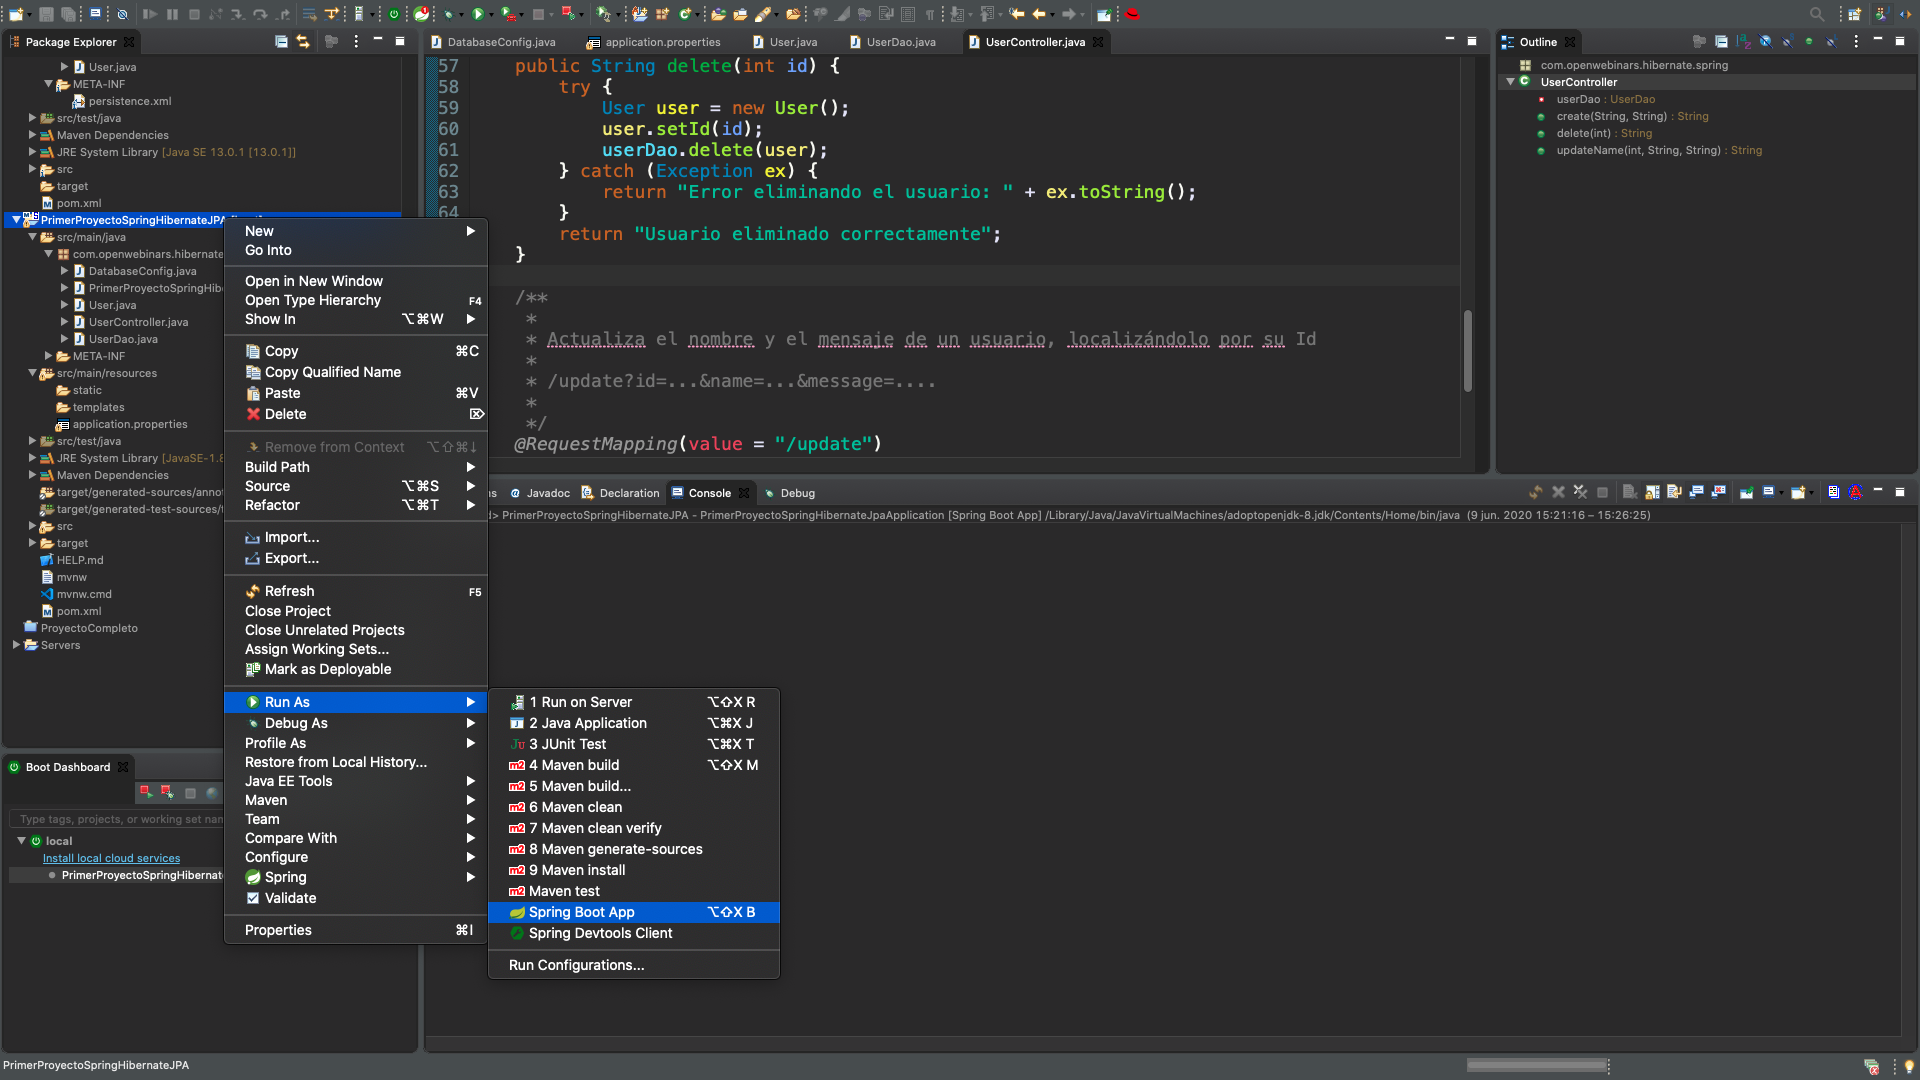 Package Explorer
DatabaseConfig.java
application.properties
User.java
UserDao.java
UserController.java
Outline
User.java
META-INF
persistence.xml
src/test/java
Maven Dependencies
JRE System Library [Java SE 13.0.1 [13.0.1]]
src
target
pom.xml
PrimerProyectoSpringHibernateJPA
src/main/java
com.openwebinars.hibernate
DatabaseConfig.java
PrimerProyectoSpringHib
User.java
UserController.java
UserDao.java
META-INF
src/main/resources
static
templates
application.properties
src/test/java
JRE System Library [JavaSE-1.8
Maven Dependencies
target/generated-sources/anno
target/generated-test-sources/t
src
target
HELP.md
mvnw
mvnw.cmd
pom.xml
ProyectoCompleto
Servers
57 public String delete(int id) {
58 try {
59 User user = new User();
60 user.setId(id);
61 userDao.delete(user);
62 } catch (Exception ex) {
63 return "Error eliminando el usuario: " + ex.toString();
64 }
return "Usuario eliminado correctamente";
}
/**
*
* Actualiza el nombre y el mensaje de un usuario, localizándolo por su Id
*
* /update?id=...&name=...&message=....
*
*/
@RequestMapping(value = "/update")
com.openwebinars.hibernate.spring
UserController
userDao : UserDao
create(String, String) : String
delete(int) : String
updateName(int, String, String) : String
New
Go Into
Open in New Window
Open Type Hierarchy F4
Show In ⌥⌘W
Copy ⌘C
Copy Qualified Name
Paste ⌘V
Delete ⌦
Remove from Context ⌥⇧⌘↓
Build Path
Source ⌥⌘S
Refactor ⌥⌘T
Import...
Export...
Refresh F5
Close Project
Close Unrelated Projects
Assign Working Sets...
Mark as Deployable
Run As
Debug As
Profile As
Restore from Local History...
Java EE Tools
Maven
Team
Compare With
Configure
Spring
Validate
Properties ⌘I
1 Run on Server ⌥⇧X R
2 Java Application ⌥⌘X J
3 JUnit Test ⌥⌘X T
4 Maven build ⌥⇧X M
5 Maven build...
6 Maven clean
7 Maven clean verify
8 Maven generate-sources
9 Maven install
Maven test
Spring Boot App ⌥⇧X B
Spring Devtools Client
Run Configurations...
ns
Javadoc
Declaration
Console
Debug
d> PrimerProyectoSpringHibernateJPA - PrimerProyectoSpringHibernateJpaApplication [Spring Boot App] /Library/Java/JavaVirtualMachines/adoptopenjdk-8.jdk/Contents/Home/bin/java (9 jun. 2020 15:21:16 – 15:26:25)
Boot Dashboard
Type tags, projects, or working set nam
local
Install local cloud services
PrimerProyectoSpringHibernate
PrimerProyectoSpringHibernateJPA